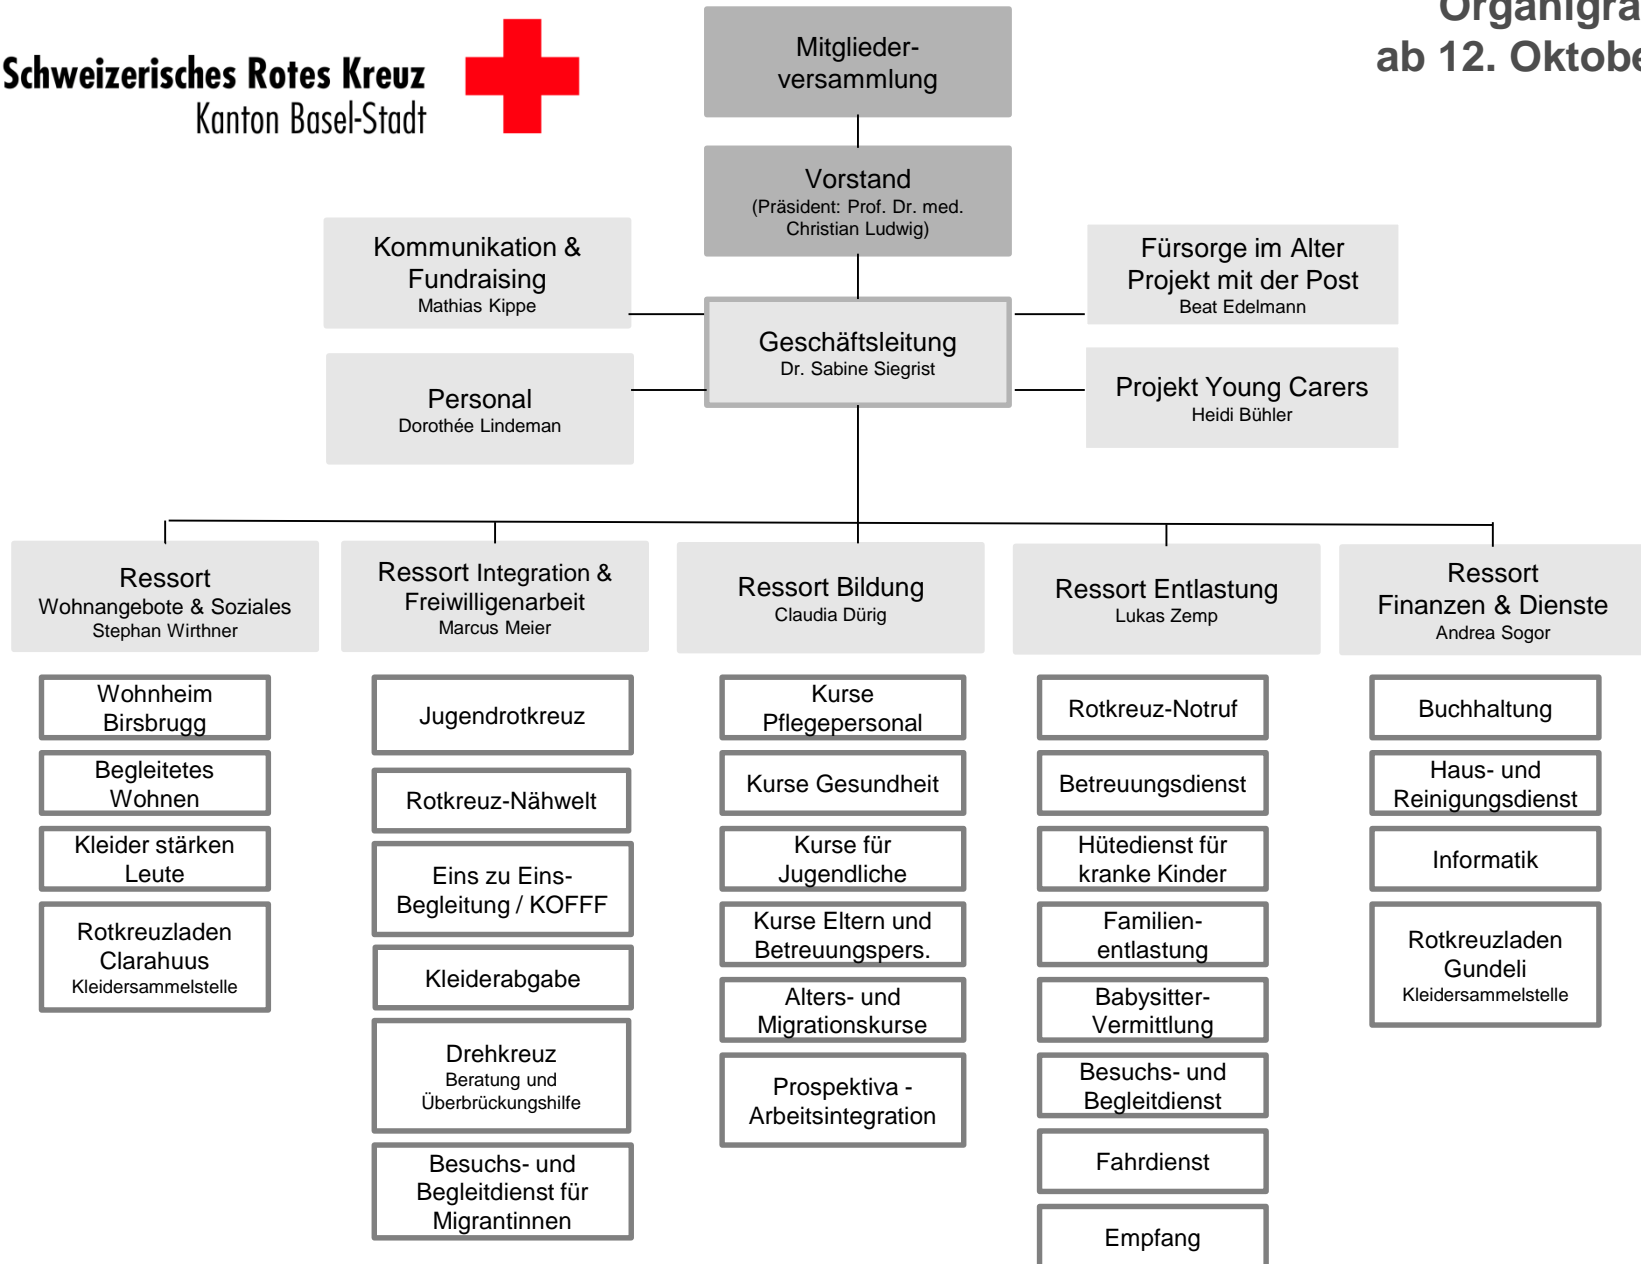 Schweizerisches Rotes Kreuz
Kanton Basel-Stadt
ab 12.
Mitglieder-
versammlung
Vorstand
(Präsident: Prof. Dr. med.
Christian Ludwig)
Kommunikation &
Fundraising
Mathias Kippe
Fürsorge im Alter
Projekt mit der Post
Beat Edelmann
Geschäftsleitung
Dr. Sabine Siegrist
Personal
Dorothée Lindeman
Projekt Young Carers
Heidi Bühler
Ressort
Wohnangebote & Soziales
Stephan Wirthner
Wohnheim
Birsbrugg
Begleitetes
Wohnen
Kleider stärken
Leute
Rotkreuzladen
Clarahuus
Kleidersammelstelle
Ressort Integration &
Freiwilligenarbeit
Marcus Meier
Jugendrotkreuz
Rotkreuz-Nähwelt
Eins zu Eins-
Begleitung / KOFFF
Kleiderabgabe
Drehkreuz
Beratung und
Überbrückungshilfe
Besuchs- und
Begleitdienst für
Migrantinnen
Ressort Bildung
Claudia Dürig
Kurse
Pflegepersonal
Kurse Gesundheit
Kurse für
Jugendliche
Kurse Eltern und
Betreuungspers.
Alters- und
Migrationskurse
Prospektiva -
Arbeitsintegration
Ressort Entlastung
Lukas Zemp
Rotkreuz-Notruf
Betreuungsdienst
Hütedienst für
kranke Kinder
Familien-
entlastung
Babysitter-
Vermittlung
Besuchs- und
Begleitdienst
Fahrdienst
Empfang
Ressort
Finanzen & Dienste
Andrea Sogor
Buchhaltung
Haus- und
Reinigungsdienst
Informatik
Rotkreuzladen
Gundeli
Kleidersammelstelle